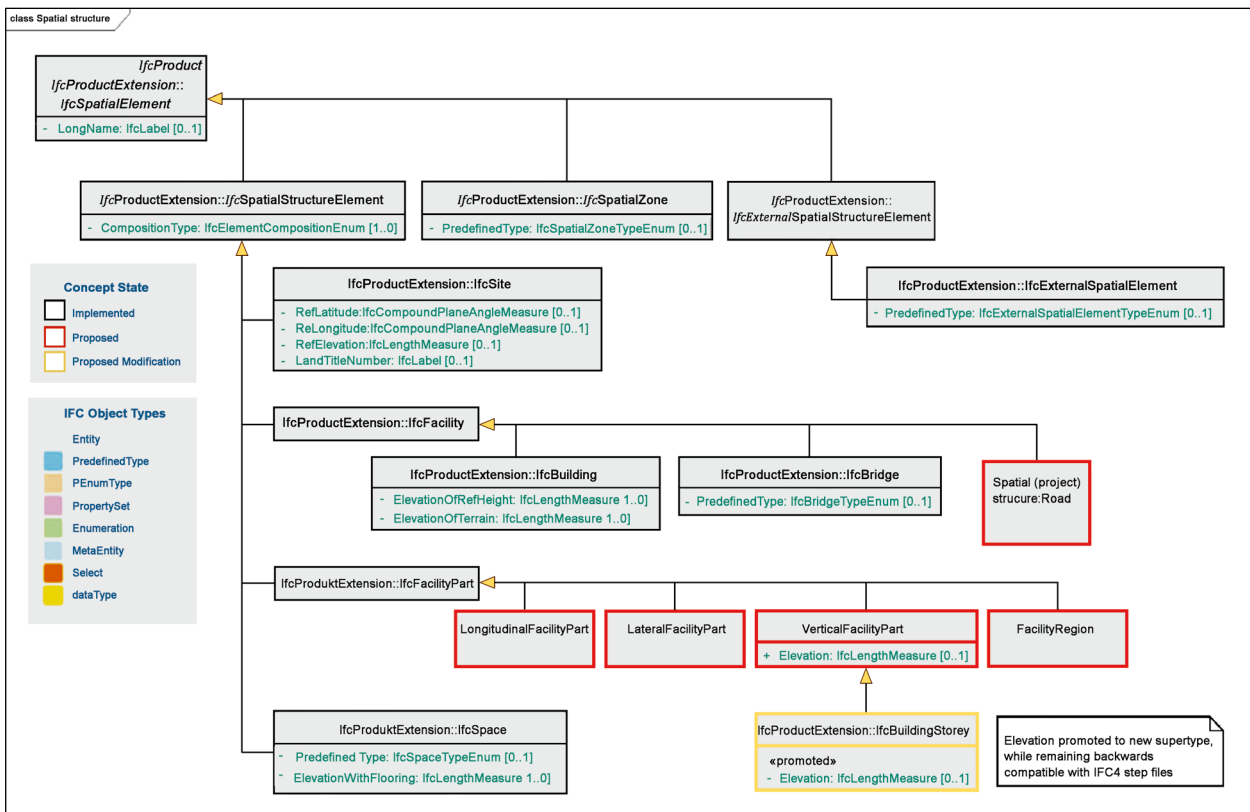 class Spatial structure
IfcProduct
IfcProductExtension::
IfcSpatialElement
- LongName: IfcLabel [0..1]
IfcProductExtension::IfcSpatialStructureElement
- CompositionType: IfcElementCompositionEnum [1..0]
IfcProductExtension::IfcSpatialZone
- PredefinedType: IfcSpatialZoneTypeEnum [0..1]
IfcProductExtension::
IfcExternalSpatialStructureElement
Concept State
Implemented
Proposed
Proposed Modification
IfcProductExtension::IfcSite
- RefLatitude:IfcCompoundPlaneAngleMeasure [0..1]
- ReLongitude:IfcCompoundPlaneAngleMeasure [0..1]
- RefElevation:IfcLengthMeasure [0..1]
- LandTitleNumber: IfcLabel [0..1]
IfcProductExtension::IfcExternalSpatialElement
- PredefinedType: IfcExternalSpatialElementTypeEnum [0..1]
IFC Object Types
Entity
PredefinedType
PEnumType
PropertySet
Enumeration
MetaEntity
Select
dataType
IfcProductExtension::IfcFacility
IfcProductExtension::IfcBuilding
- ElevationOfRefHeight: IfcLengthMeasure 1..0]
- ElevationOfTerrain: IfcLengthMeasure 1..0]
IfcProductExtension::IfcBridge
- PredefinedType: IfcBridgeTypeEnum [0..1]
Spatial (project)
strucure:Road
IfcProduktExtension::IfcFacilityPart
LongitudinalFacilityPart
LateralFacilityPart
VerticalFacilityPart
+ Elevation: IfcLengthMeasure [0..1]
FacilityRegion
IfcProduktExtension::IfcSpace
- Predefined Type: IfcSpaceTypeEnum [0..1]
- ElevationWithFlooring: IfcLengthMeasure 1..0]
IfcProductExtension::IfcBuildingStorey
«promoted»
- Elevation: IfcLengthMeasure [0..1]
Elevation promoted to new supertype,
while remaining backwards
compatible with IFC4 step files